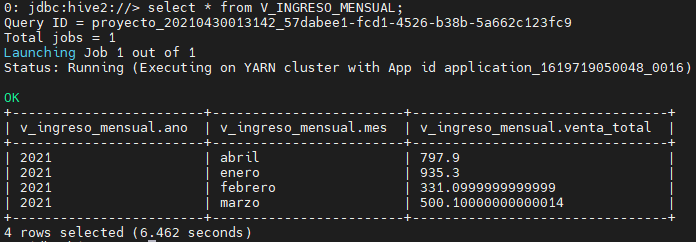 0: jdbc:hive2://> select * from V_INGRESO_MENSUAL;
Query ID = proyecto_20210430013142_57dabee1-fcd1-4526-b38b-5a662c123fc9
Total jobs = 1
Launching Job 1 out of 1
Status: Running (Executing on YARN cluster with App id application_1619719050048_0016)
OK
+------------------------+------------------------+--------------------------------+
| v_ingreso_mensual.ano | v_ingreso_mensual.mes | v_ingreso_mensual.venta_total |
+------------------------+------------------------+--------------------------------+
| 2021 | abril | 797.9 |
| 2021 | enero | 935.3 |
| 2021 | febrero | 331.0999999999999 |
| 2021 | marzo | 500.10000000000014 |
+------------------------+------------------------+--------------------------------+
4 rows selected (6.462 seconds)